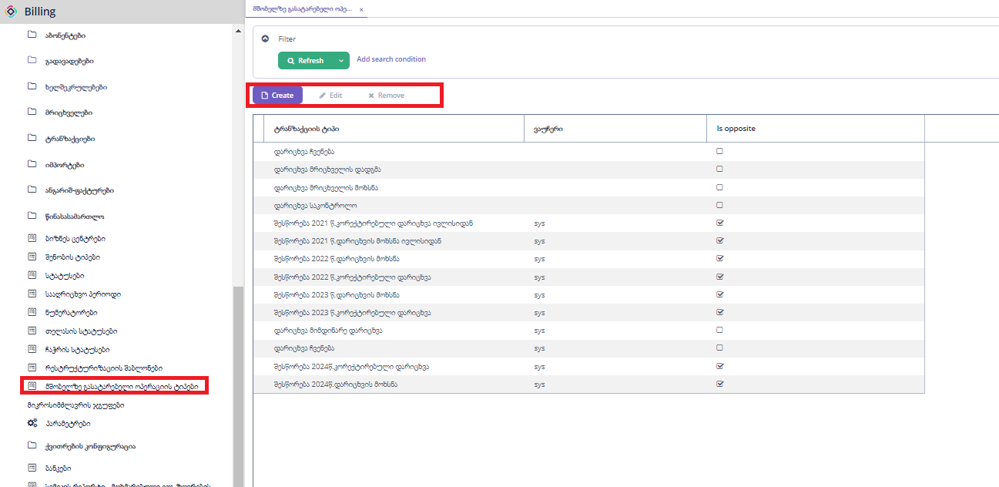 Billing
აბონენტები
გადავადებები
ხელშეკრულებები
მრიცხველები
ტრანზაქციები
იმპორტები
ანგარიშ-ფაქტურები
წინასასამართლო
ბიზნეს ცენტრები
შენობის ტიპები
სტატუსები
სააღრიცხვო პერიოდი
ნუმერატორები
თელასის სტატუსები
ჩაჭრის სტატუსები
რესტრუქტურიზაციის შაბლონები
მშობელზე გასატარებელი ოპერაციის ტიპები
მიკროსიმძლავრის ჯგუფები
პარამეტრები
ქვითრების კონფიგურაცია
ბანკები
მშობელზე გასატარებელი ოპე... ×
Filter
Refresh
Add search condition
Create Edit Remove
ტრანზაქციის ტიპი ვაუჩერი Is opposite
დარიცხვა ჩვენება
დარიცხვა მრიცხველის დადგმა
დარიცხვა მრიცხველის მოხსნა
დარიცხვა საკონტროლო
შესწორება 2021 წ.კორექტირებული დარიცხვა ივლისიდან sys
შესწორება 2021 წ.დარიცხვის მოხსნა ივლისიდან sys
შესწორება 2022 წ.დარიცხვის მოხსნა sys
შესწორება 2022 წ.კორექტირებული დარიცხვა sys
შესწორება 2023 წ.დარიცხვის მოხსნა sys
შესწორება 2023 წ.კორექტირებული დარიცხვა sys
დარიცხვა მიმდინარე დარიცხვა sys
დარიცხვა ჩვენება sys
შესწორება 2024წ.კორექტირებული დარიცხვა sys
შესწორება 2024წ.დარიცხვის მოხსნა sys